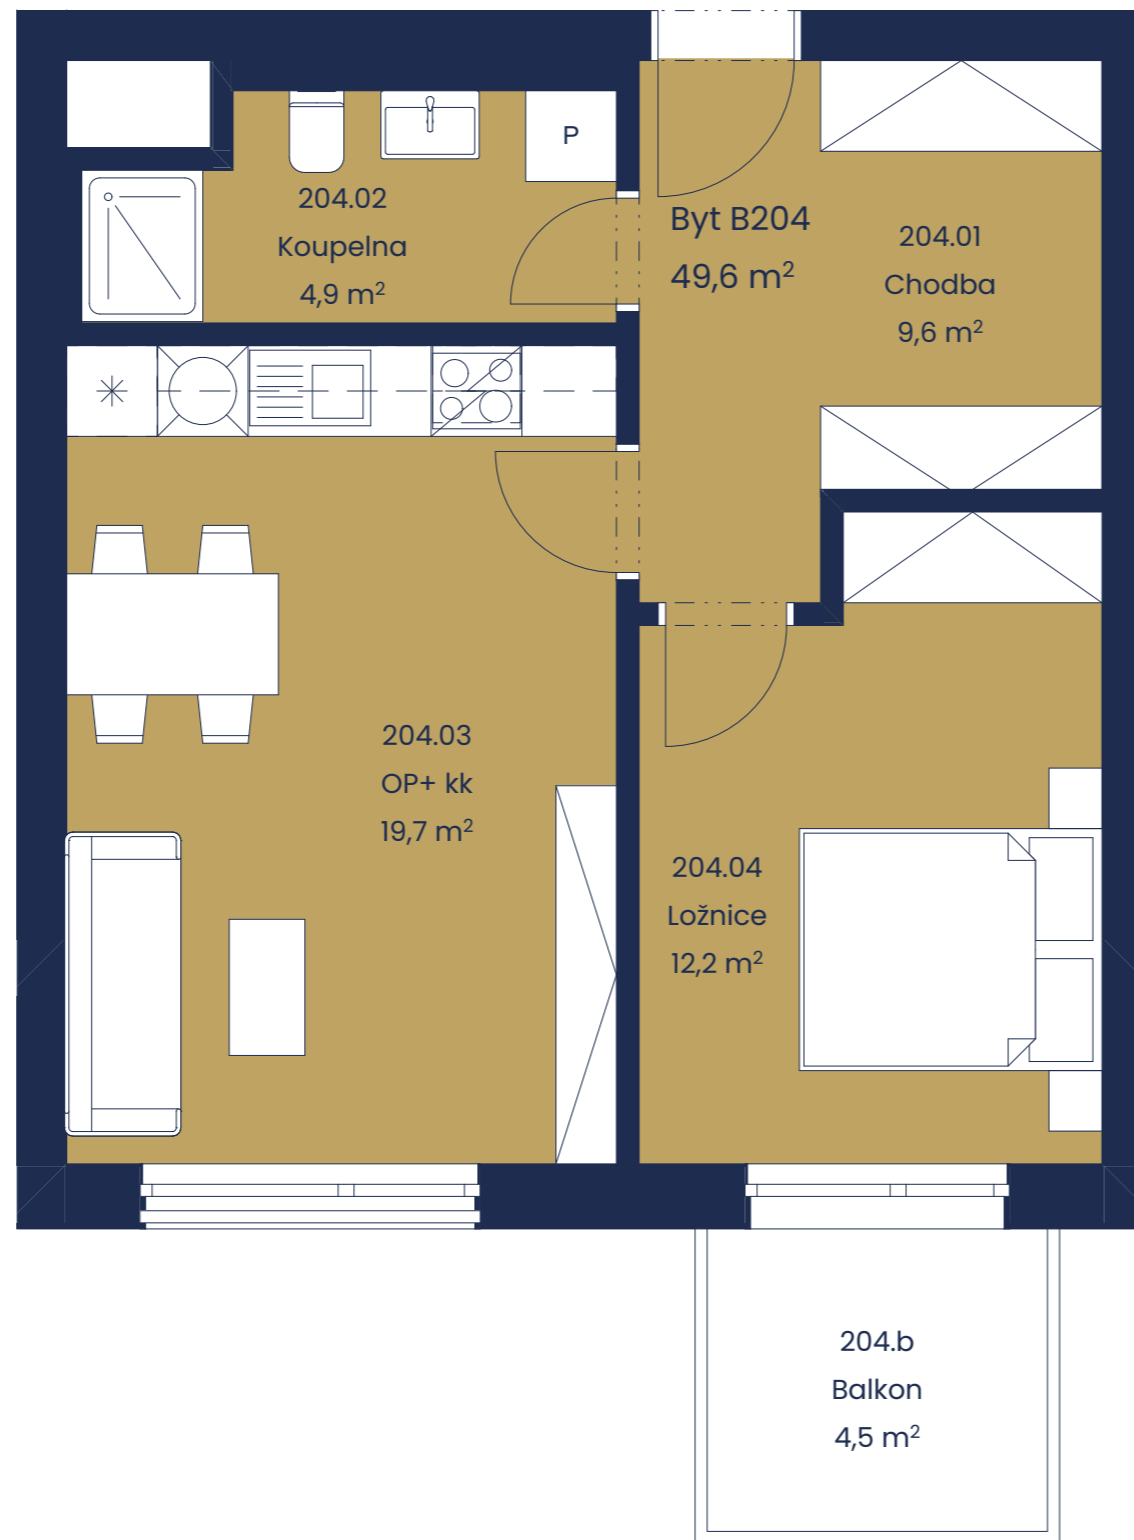 P
204.02
Koupelna
4,9 m²
Byt B204
49,6 m²
204.01
Chodba
9,6 m²
204.03
OP+ kk
19,7 m²
204.04
Ložnice
12,2 m²
204.b
Balkon
4,5 m²